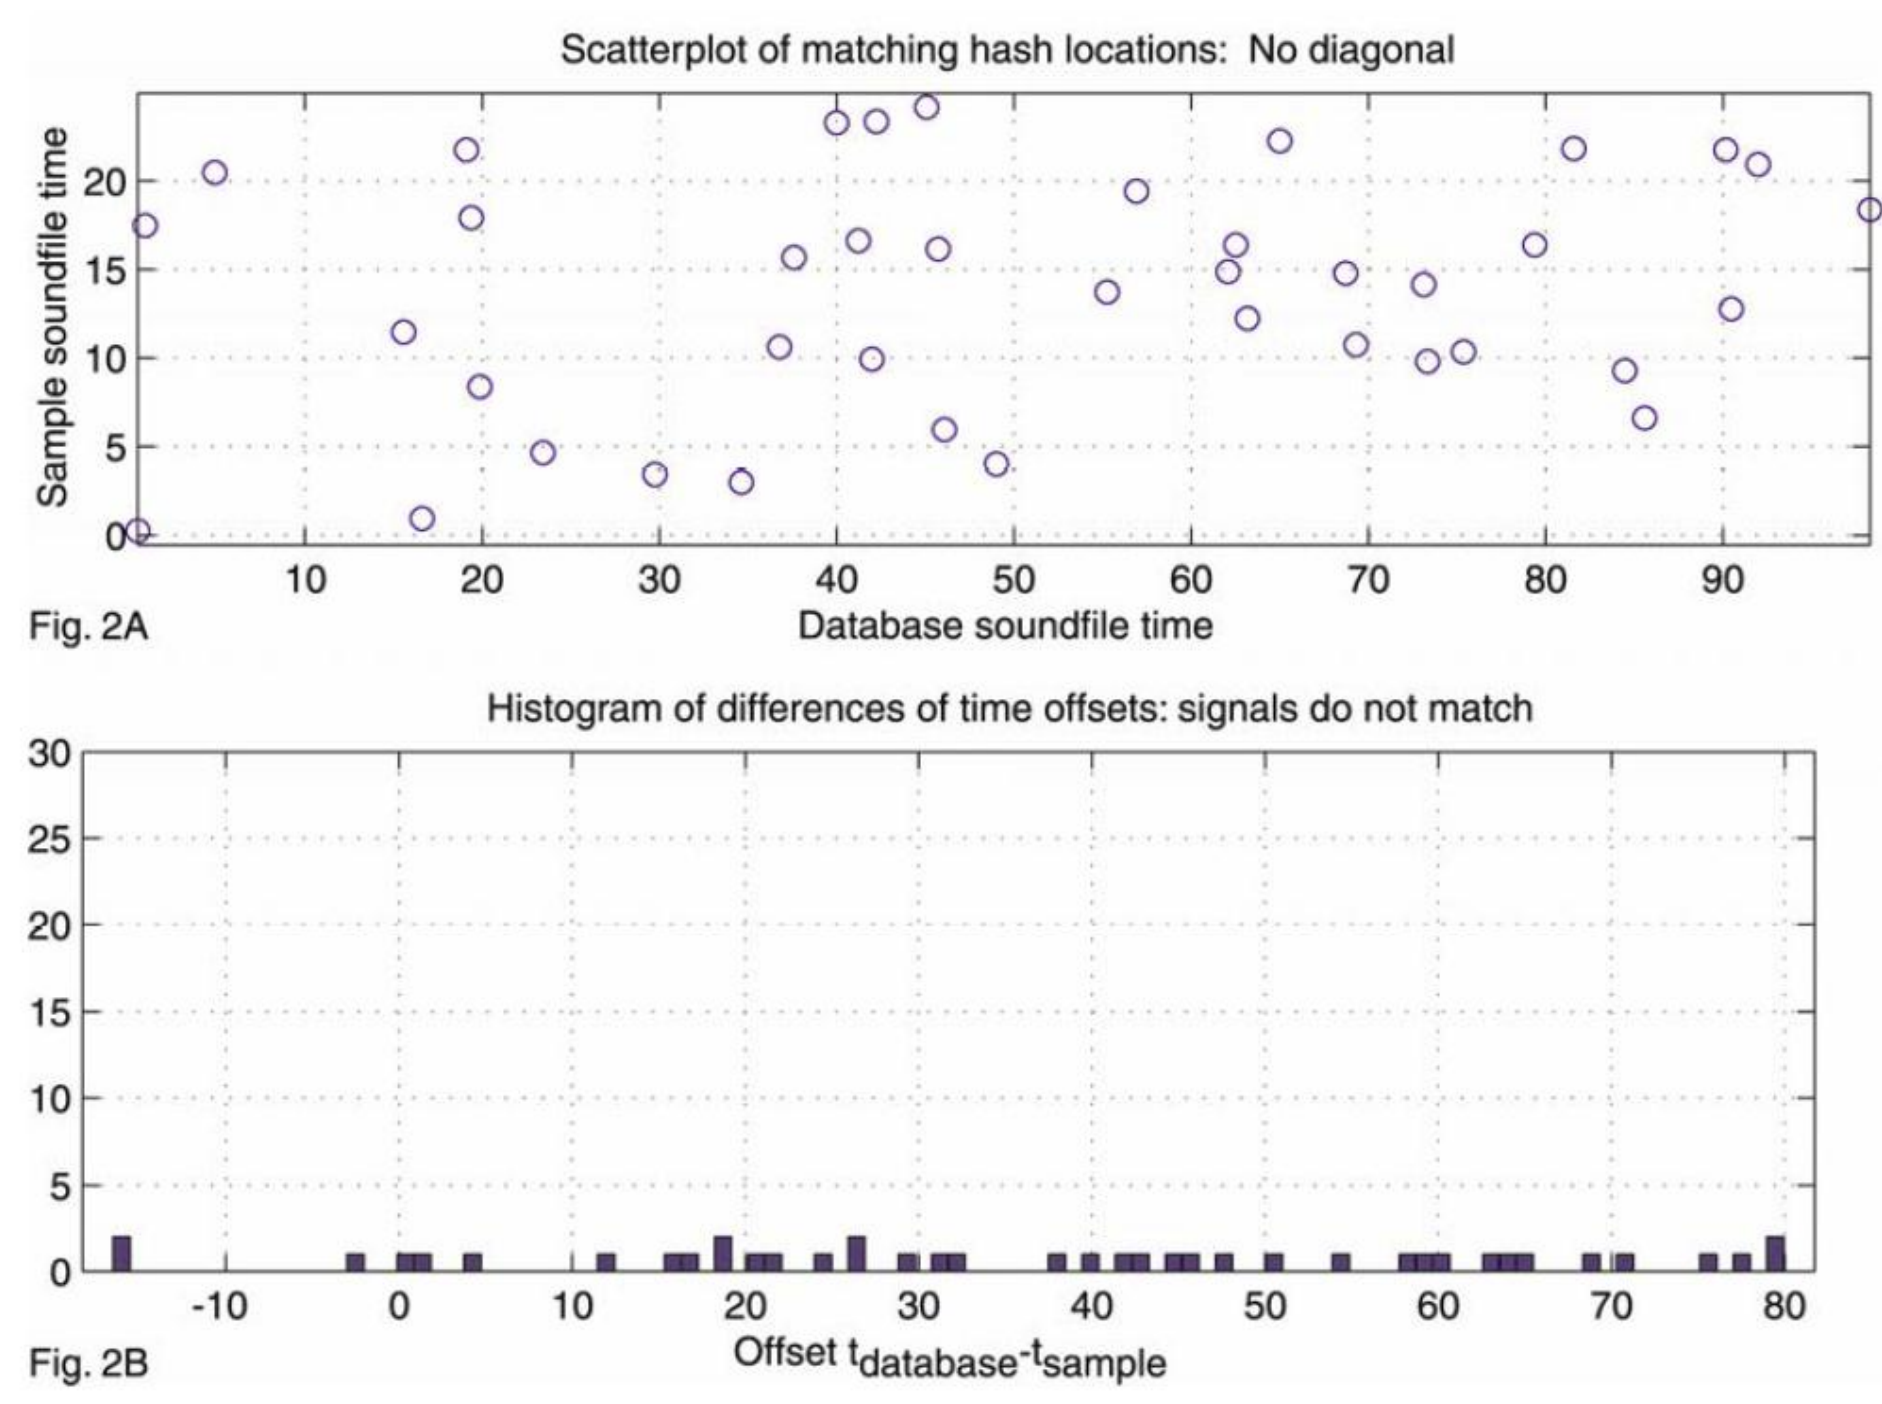 Scatterplot of matching hash locations: No diagonal
Sample soundfile time
20
15
10
5
0
10 20 30 40 50 60 70 80 90
Database soundfile time
Fig. 2A
Histogram of differences of time offsets: signals do not match
30
25
20
15
10
5
0
-10 0 10 20 30 40 50 60 70 80
Offset tdatabase-tsample
Fig. 2B